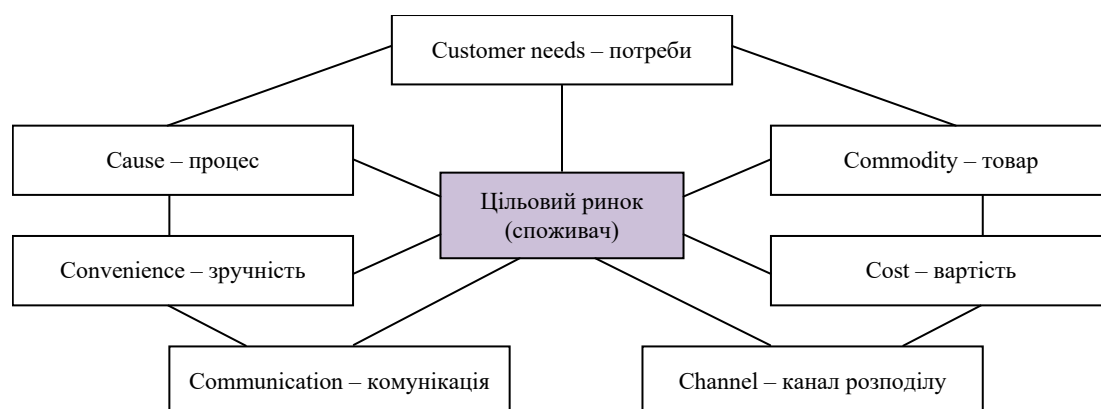 Customer needs – потреби
Cause – процес
Commodity – товар
Цільовий ринок
(споживач)
Convenience – зручність
Cost – вартість
Communication – комунікація
Channel – канал розподілу